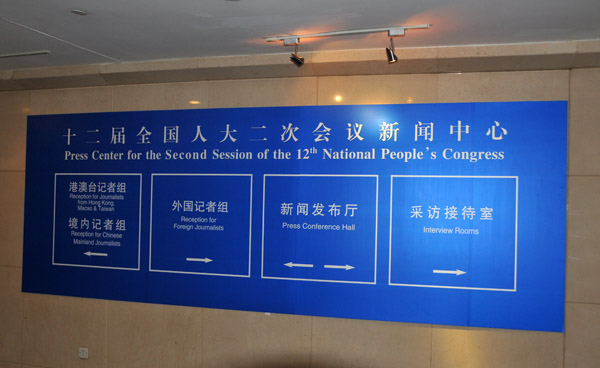 十二届全国人大二次会议新闻中心
Press Center for the Second Session of the 12th National People's Congress
港澳台记者组
Reception for Journalists
from Hong Kong,
Macao & Taiwan
境内记者组
Reception for Chinese
Mainland Journalists
外国记者组
Reception for
Foreign Journalists
新闻发布厅
Press Conference Hall
采访接待室
Interview Rooms